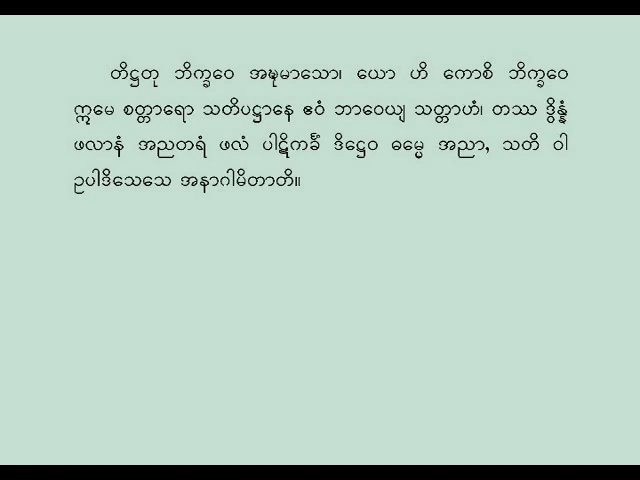 တိဋ္ဌတု ဘိက္ခဝေ အဍ္ဎမာသော၊ ယော ဟိ ကောစိ ဘိက္ခဝေ
ဣမေ စတ္တာရော သတိပဋ္ဌာနေ ဧဝံ ဘာဝေယျ သတ္တာဟံ၊ တဿ ဒွိန္နံ
ဖလာနံ အညတရံ ဖလံ ပါဋိကင်္ခံ ဒိဋ္ဌေဝ ဓမ္မေ အညာ, သတိ ဝါ
ဥပါဒိသေသေ အနာဂါမိတာတိ။